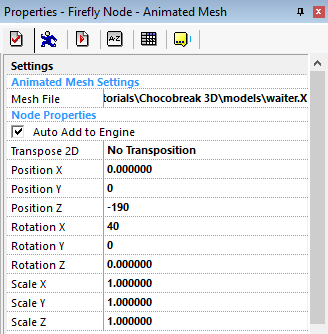 Properties - Firefly Node - Animated Mesh
A-Z
Settings
Animated Mesh Settings
Mesh File torials\Chocobreak 3D\models\waiter.X
Node Properties
Auto Add to Engine
Transpose 2D No Transposition
Position X 0.000000
Position Y 0
Position Z -190
Rotation X 40
Rotation Y 0
Rotation Z 0.000000
Scale X 1.000000
Scale Y 1.000000
Scale Z 1.000000